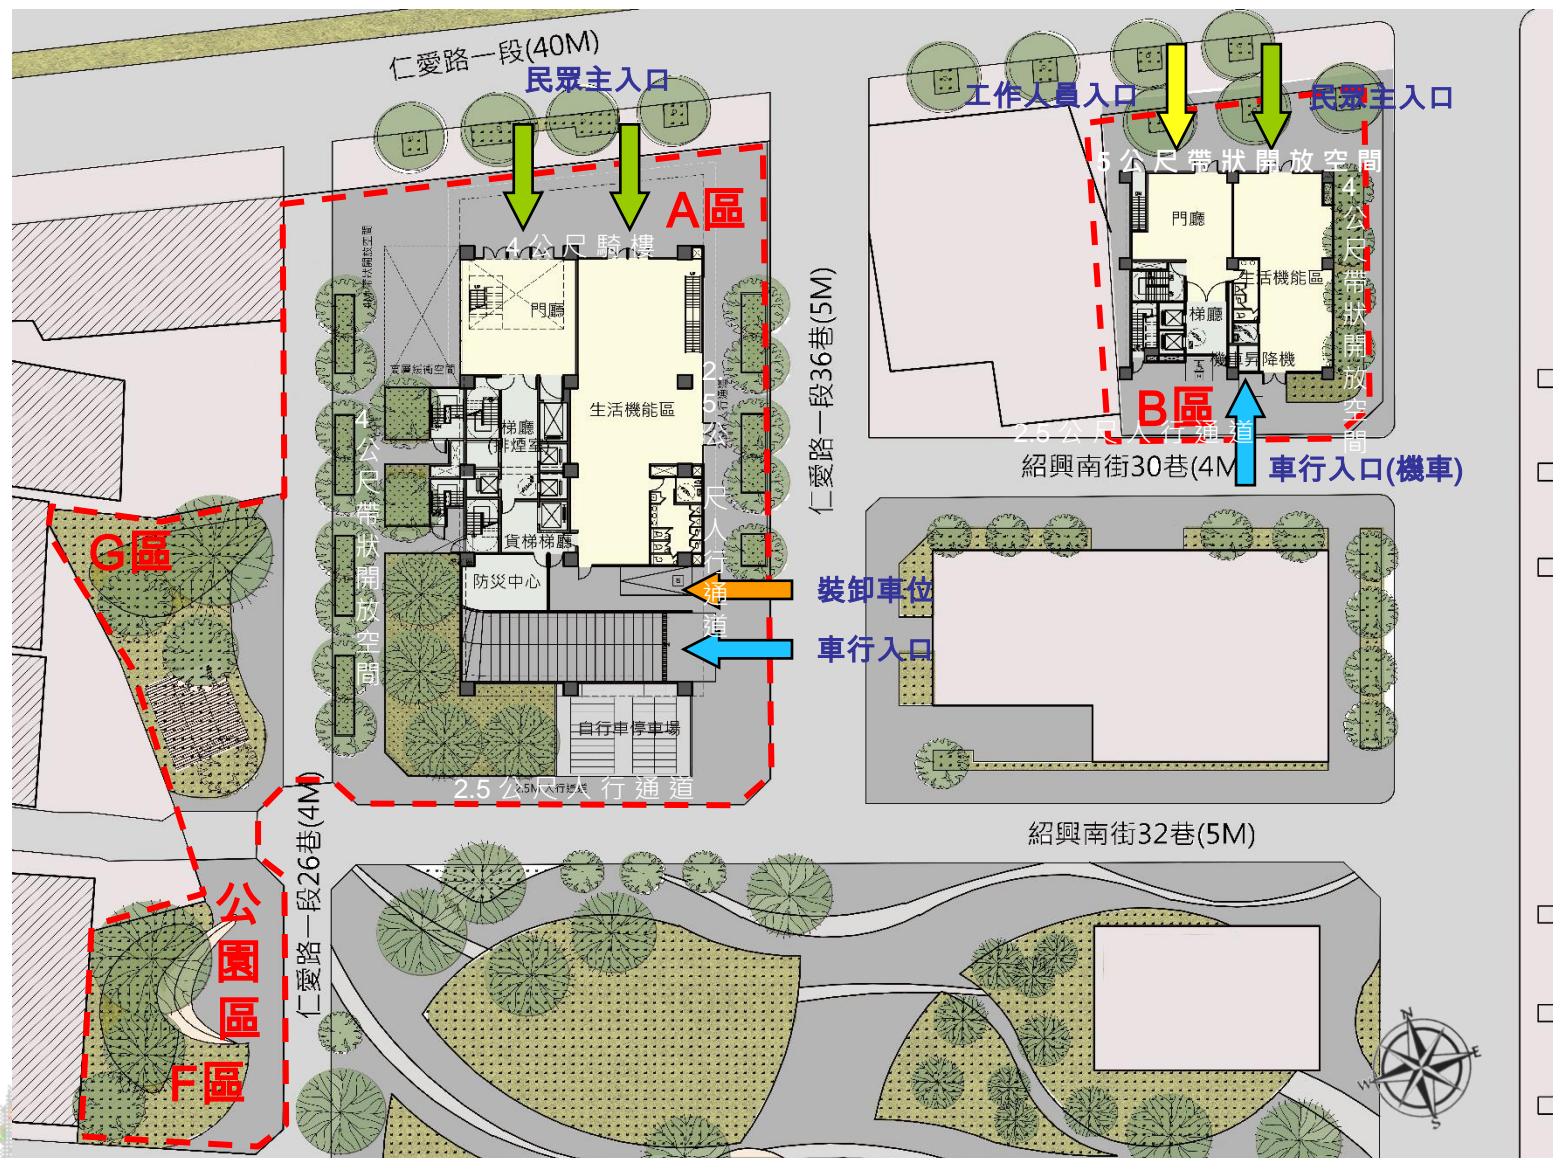 仁愛路一段(40M)
民眾主入口
工作人員入口
民眾主入口
A區
4公尺騎樓
門廳
生活機能區
梯廳
(排煙室)
貨梯梯廳
防災中心
自行車停車場
2.5公尺人行通道
2.5M人行通道
4公尺帶狀開放空間
2.5公尺人行通道
仁愛路一段36巷(5M)
裝卸車位
車行入口
5公尺帶狀開放空間
4公尺帶狀開放空間
門廳
生活機能區
梯廳
機車昇降機
B區
2.5公尺人行通道
紹興南街30巷(4M
車行入口(機車)
G區
紹興南街32巷(5M)
仁愛路一段26巷(4M)
公園區
F區
N
E
S
W